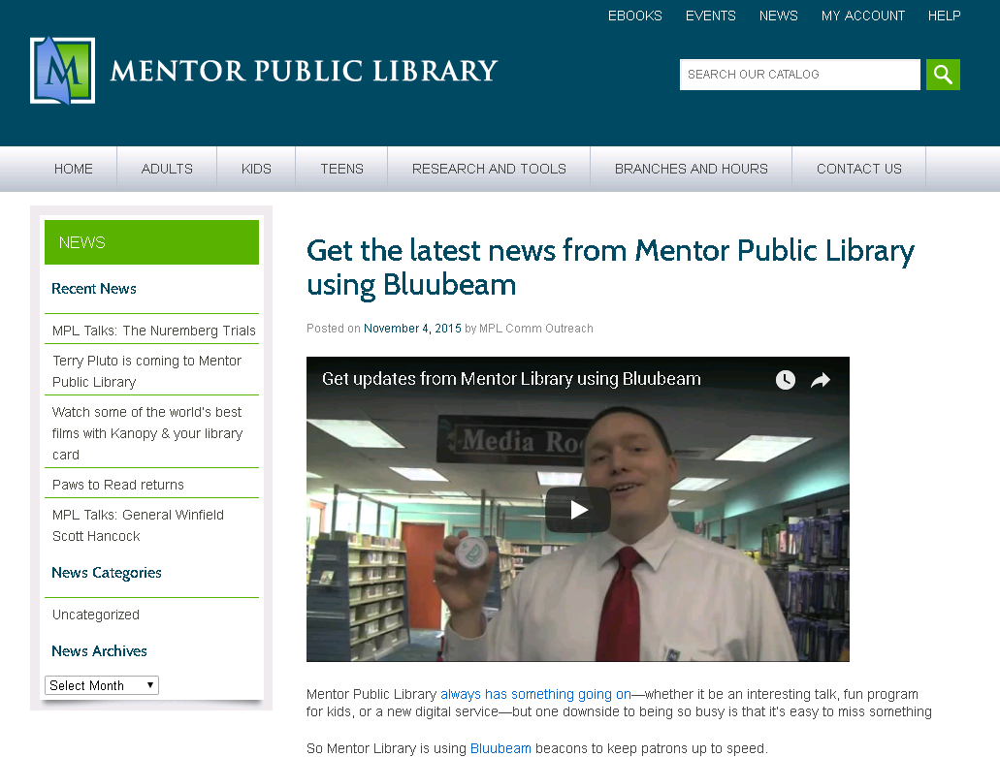 EBOOKS EVENTS NEWS MY ACCOUNT HELP
M MENTOR PUBLIC LIBRARY
SEARCH OUR CATALOG
HOME ADULTS KIDS TEENS RESEARCH AND TOOLS BRANCHES AND HOURS CONTACT US
NEWS
Recent News
MPL Talks: The Nuremberg Trials
Terry Pluto is coming to Mentor
Public Library
Watch some of the world's best
films with Kanopy & your library
card
Paws to Read returns
MPL Talks: General Winfield
Scott Hancock
News Categories
Uncategorized
News Archives
Select Month
Get the latest news from Mentor Public Library
using Bluubeam
Posted on November 4, 2015 by MPL Comm Outreach
Get updates from Mentor Library using Bluubeam
Media Roo
Mentor Public Library always has something going on—whether it be an interesting talk, fun program
for kids, or a new digital service—but one downside to being so busy is that it's easy to miss something
So Mentor Library is using Bluubeam beacons to keep patrons up to speed.